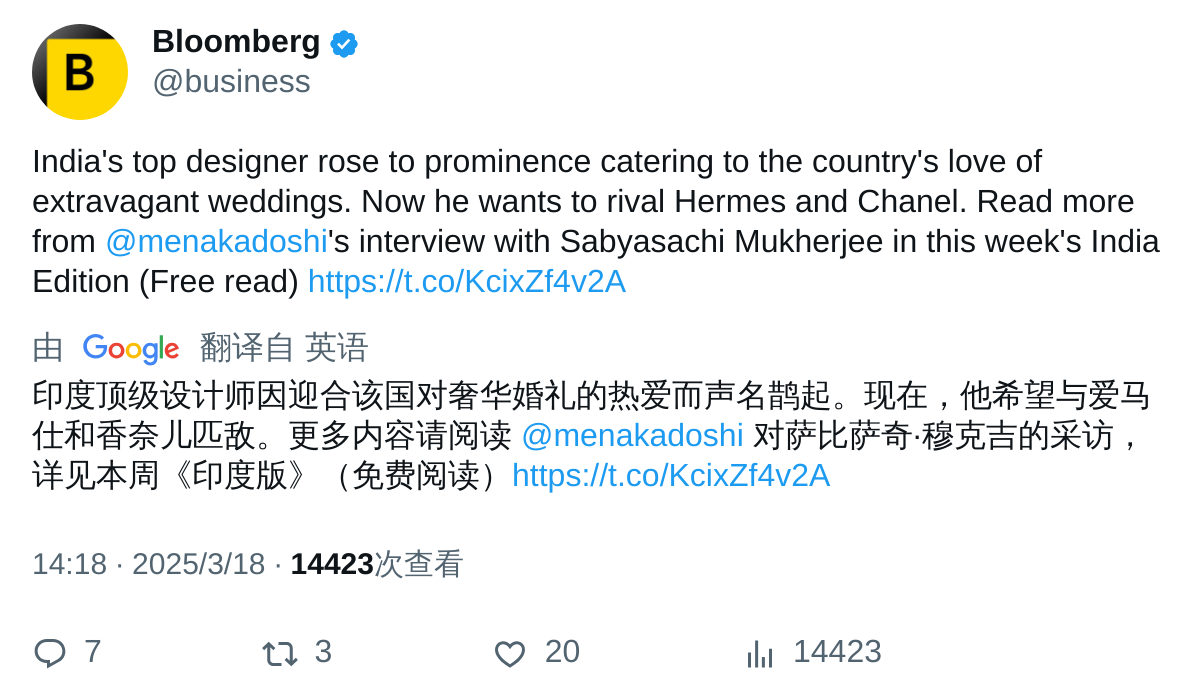 B
Bloomberg
@business
India's top designer rose to prominence catering to the country's love of
extravagant weddings. Now he wants to rival Hermes and Chanel. Read more
from @menakadoshi's interview with Sabyasachi Mukherjee in this week's India
Edition (Free read) https://t.co/KcixZf4v2A
由 Google 翻译自 英语
印度顶级设计师因迎合该国对奢华婚礼的热爱而声名鹊起。现在，他希望与爱马
仕和香奈儿匹敌。更多内容请阅读 @menakadoshi 对萨比萨奇·穆克吉的采访，
详见本周《印度版》（免费阅读）https://t.co/KcixZf4v2A
14:18 · 2025/3/18 · 14423次查看
7 3 20 14423